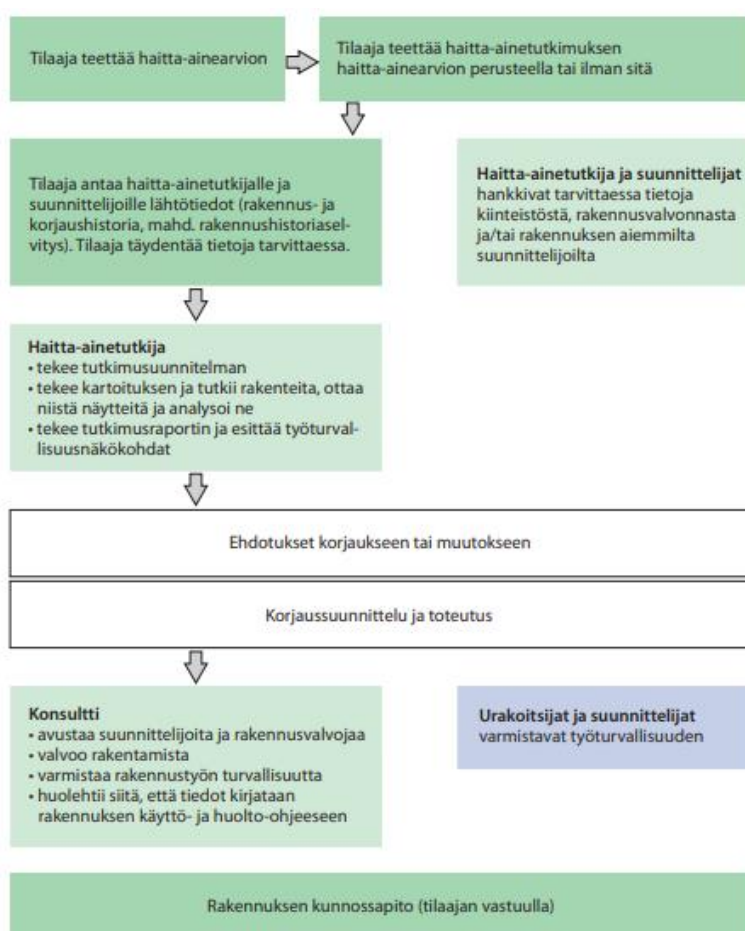 Tilaaja teettää haitta-ainearvion
Tilaaja teettää haitta-ainetutkimuksen
haitta-ainearvion perusteella tai ilman sitä
Tilaaja antaa haitta-ainetutkijalle ja
suunnittelijoille lähtötiedot (rakennus- ja
korjaushistoria, mahd. rakennushistoriasel-
vitys). Tilaaja täydentää tietoja tarvittaessa.
Haitta-ainetutkija ja suunnittelijat
hankkivat tarvittaessa tietoja
kiinteistöstä, rakennusvalvonnasta
ja/tai rakennuksen aiemmilta
suunnittelijoilta
Haitta-ainetutkija
• tekee tutkimussuunnitelman
• tekee kartoituksen ja tutkii rakenteita, ottaa
niistä näytteitä ja analysoi ne
• tekee tutkimusraportin ja esittää työturval-
lisuusnäkökohdat
Ehdotukset korjaukseen tai muutokseen
Korjaussuunnittelu ja toteutus
Konsultti
• avustaa suunnittelijoita ja rakennusvalvojaa
• valvoo rakentamista
• varmistaa rakennustyön turvallisuutta
• huolehtii siitä, että tiedot kirjataan
rakennuksen käyttö- ja huolto-ohjeeseen
Urakoitsijat ja suunnittelijat
varmistavat työturvallisuuden
Rakennuksen kunnossapito (tilaajan vastuulla)